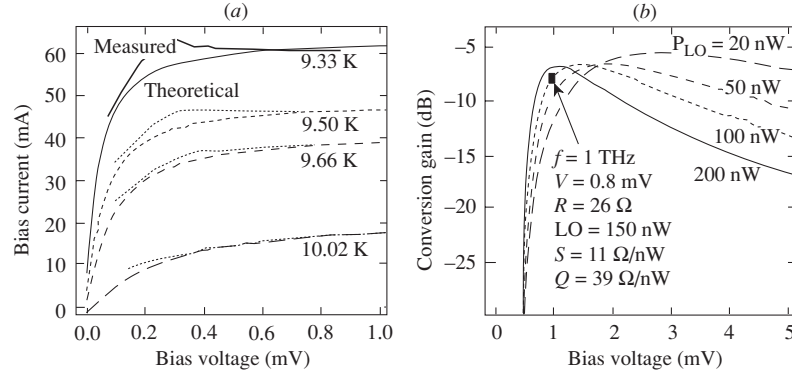 (a)
Bias current (mA)
60
50
40
30
20
10
0
Measured
Theoretical
9.33 K
9.50 K
9.66 K
10.02 K
0.0 0.2 0.4 0.6 0.8 1.0
Bias voltage (mV)
(b)
Conversion gain (dB)
−5
−10
−15
−20
−25
P_LO = 20 nW
50 nW
100 nW
200 nW
f = 1 THz
V = 0.8 mV
R = 26 Ω
LO = 150 nW
S = 11 Ω/nW
Q = 39 Ω/nW
0 1 2 3 4 5
Bias voltage (mV)